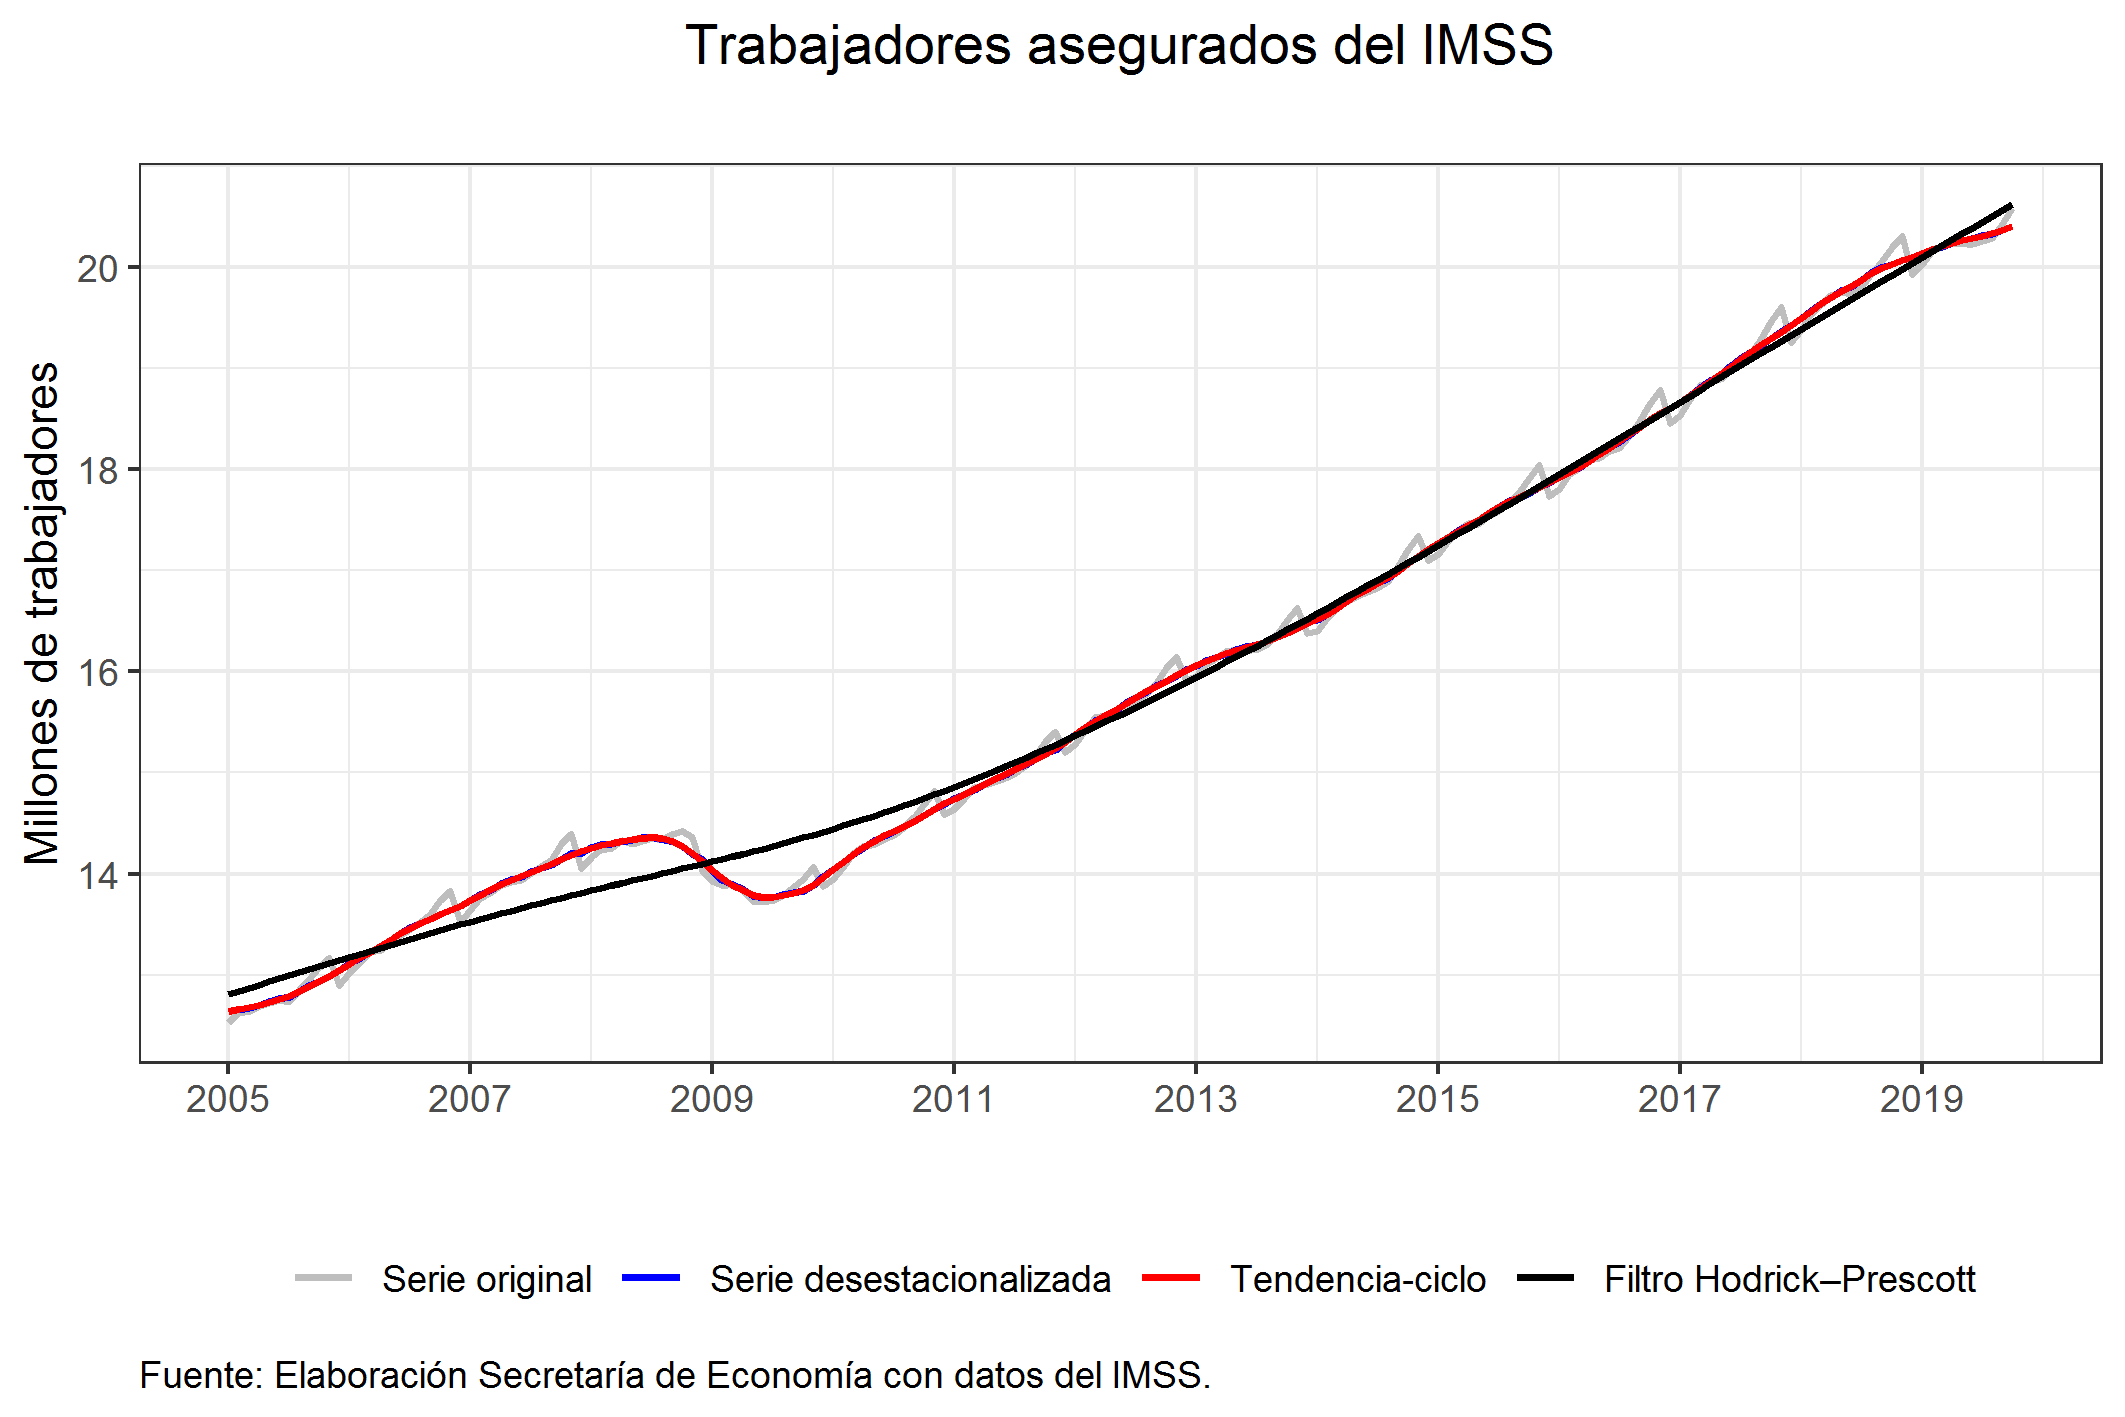 Trabajadores asegurados del IMSS
Millones de trabajadores
20
18
16
14
2005 2007 2009 2011 2013 2015 2017 2019
Serie original Serie desestacionalizada Tendencia-ciclo Filtro Hodrick–Prescott
Fuente: Elaboración Secretaría de Economía con datos del IMSS.